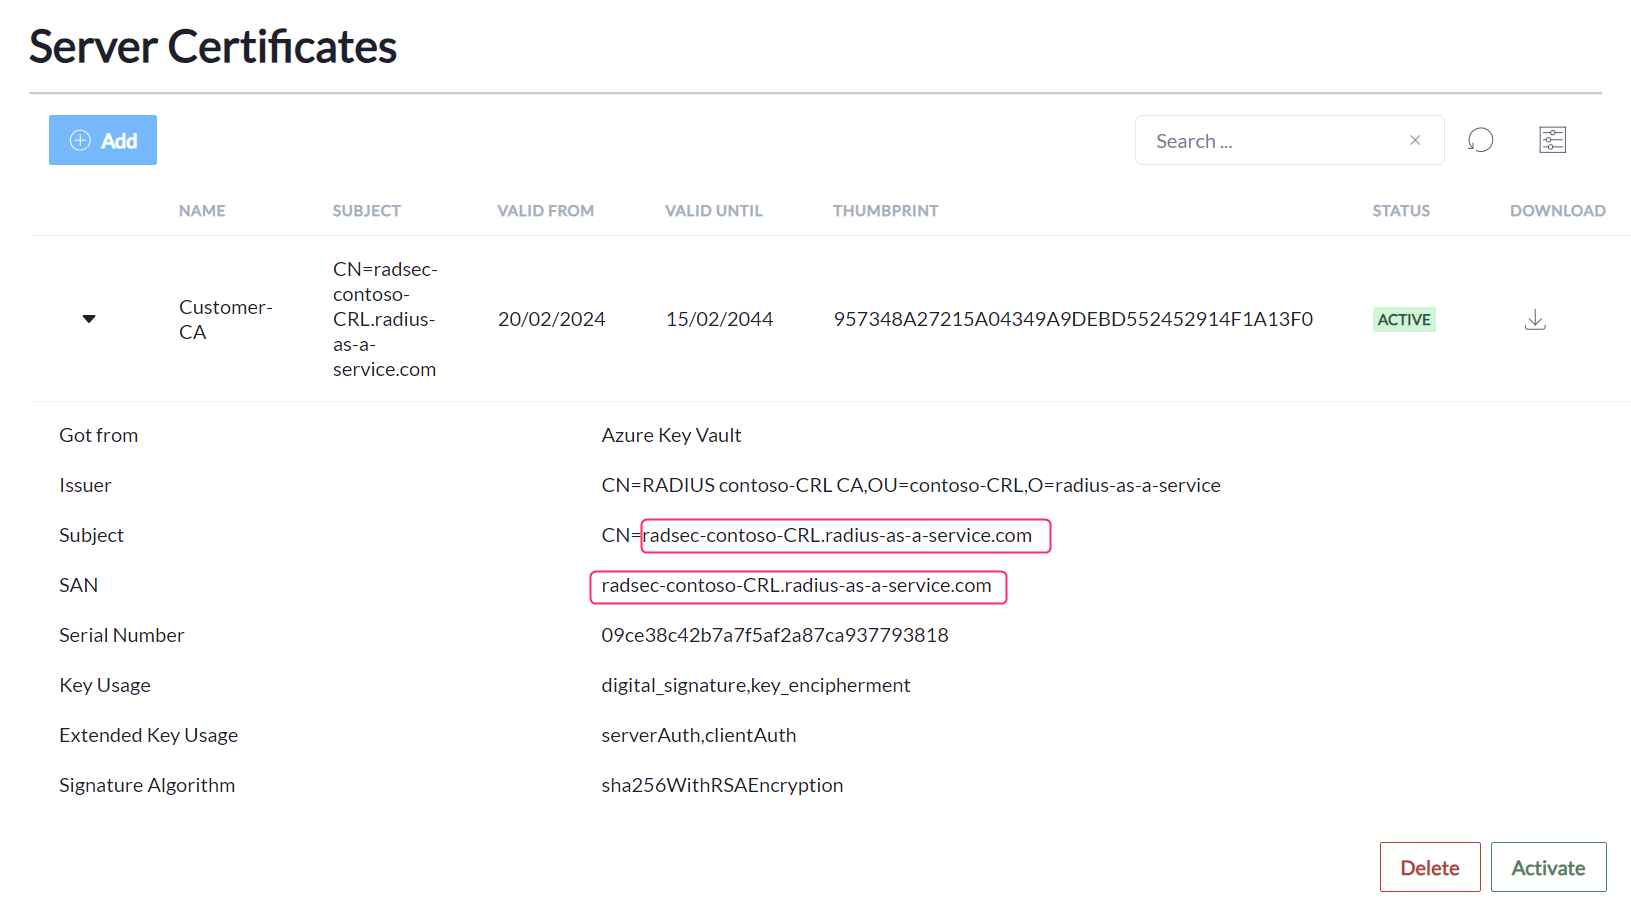 Server Certificates
Add
Search ...
NAME SUBJECT VALID FROM VALID UNTIL THUMBPRINT STATUS DOWNLOAD
CN=radsec-
contoso-
Customer-
CRL.radius-
20/02/2024 15/02/2044 957348A27215A04349A9DEBD552452914F1A13F0 ACTIVE
CA
as-a-
service.com
Got from Azure Key Vault
Issuer CN=RADIUS contoso-CRL CA,OU=contoso-CRL,O=radius-as-a-service
Subject CN=radsec-contoso-CRL.radius-as-a-service.com
SAN radsec-contoso-CRL.radius-as-a-service.com
Serial Number 09ce38c42b7a7f5af2a87ca937793818
Key Usage digital_signature,key_encipherment
Extended Key Usage serverAuth,clientAuth
Signature Algorithm sha256WithRSAEncryption
Delete Activate